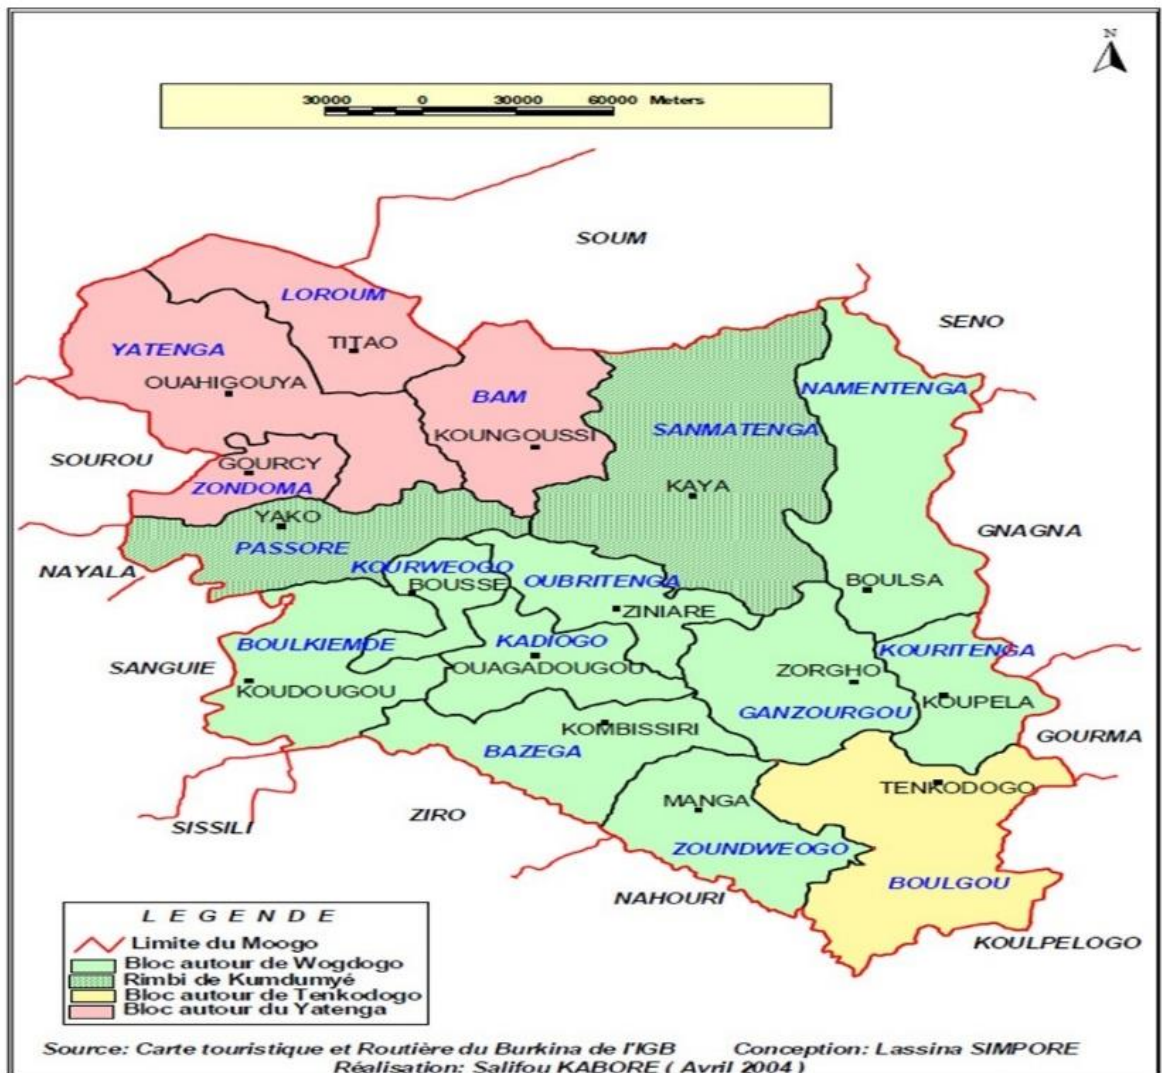 N
30000 0 30000 60000 Meters
SOUM
LOROUM
SENO
YATENGA
TITAO
OUAHIGOUYA
BAM
NAMENTENGA
KOUNGOUSSI
SANMATENGA
SOUROU
GOURCY
ZONDOMA
KAYA
YAKO
GNAGNA
PASSORE
NAYALA
KOURWEOGO
BOUSSE
OUBRITENGA
BOULSA
ZINIARE
BOULKIEMDE
KADIOGO
KOURITENGA
SANGUIE
OUAGADOUGOU
ZORGHO
KOUDOUGOU
KOUPELA
GANZOURGOU
KOMBISSIRI
GOURMA
BAZEGA
TENKODOGO
MANGA
ZIRO
SISSILI
ZOUNDWEOGO
BOULGOU
NAHOURI
KOULPELOGO
L E G E N D E
Limite du Moogo
Bloc autour de Wogdogo
Rimbi de Kumdumyé
Bloc autour de Tenkodogo
Bloc autour du Yatenga
Source: Carte touristique et Routière du Burkina de l'IGB Conception: Lassina SIMPORE
Réalisation: Salifou KABORE ( Avril 2004 )